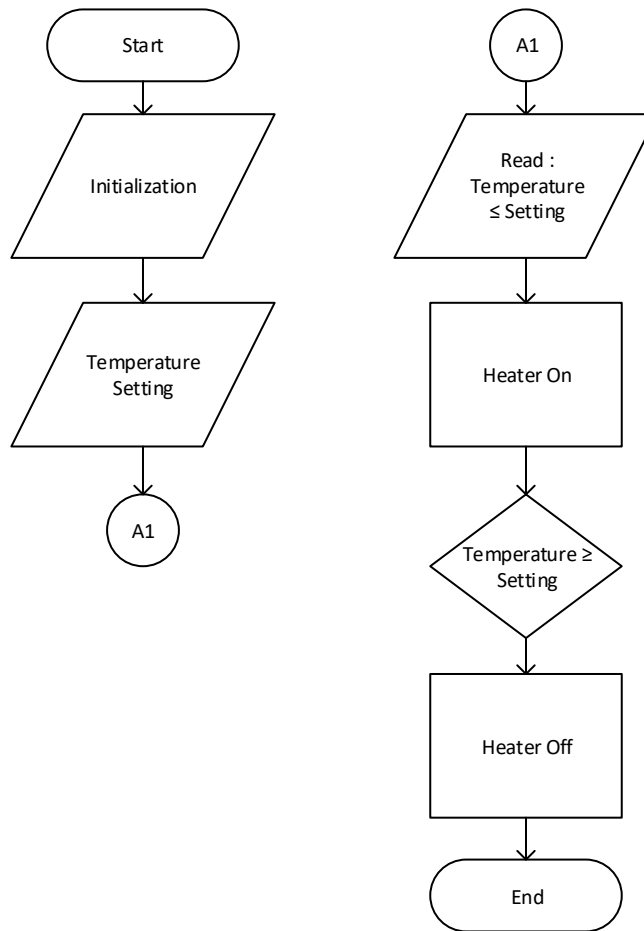 Start
Initialization
Temperature
Setting
A1
A1
Read :
Temperature
≤ Setting
Heater On
Temperature ≥
Setting
Heater Off
End